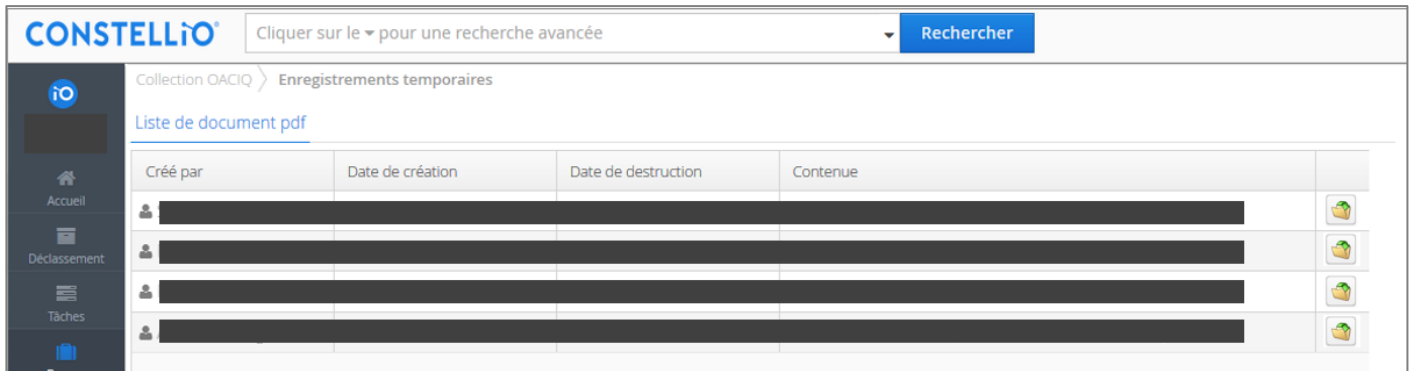 CONSTELLiO Cliquer sur le pour une recherche avancée Rechercher
iO
Collection OACIQ Enregistrements temporaires
Liste de document pdf
Créé par Date de création Date de destruction Contenue
Accueil
Déclassement
Tâches